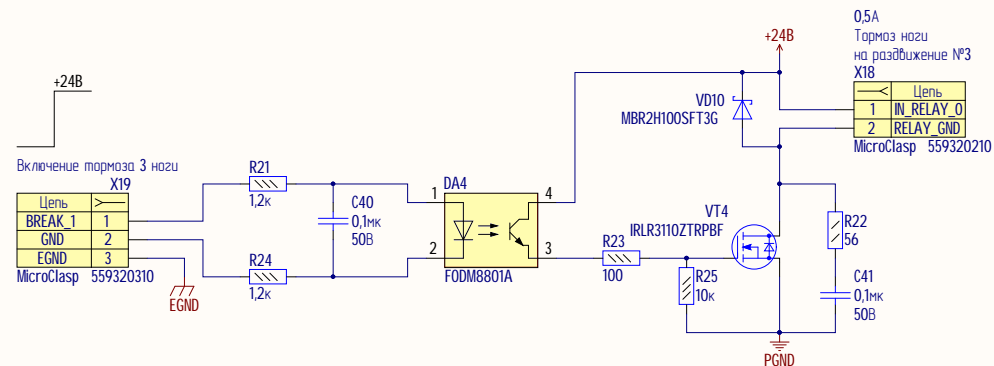 +24В
Включение тормоза 3 ноги
X19
Цепь
BREAK_1 1
GND 2
EGND 3
MicroClasp 559320310
EGND
R21
1,2к
C40
0,1мк
50В
R24
1,2к
DA4
1
2
4
3
FODM8801A
R23
100
R25
10к
VD10
MBR2H100SFT3G
VT4
IRLR3110ZTRPBF
+24В
R22
56
C41
0,1мк
50В
PGND
0,5А
Тормоз ноги
на раздвижение №3
X18
Цепь
1 IN_RELAY_0
2 RELAY_GND
MicroClasp 559320210